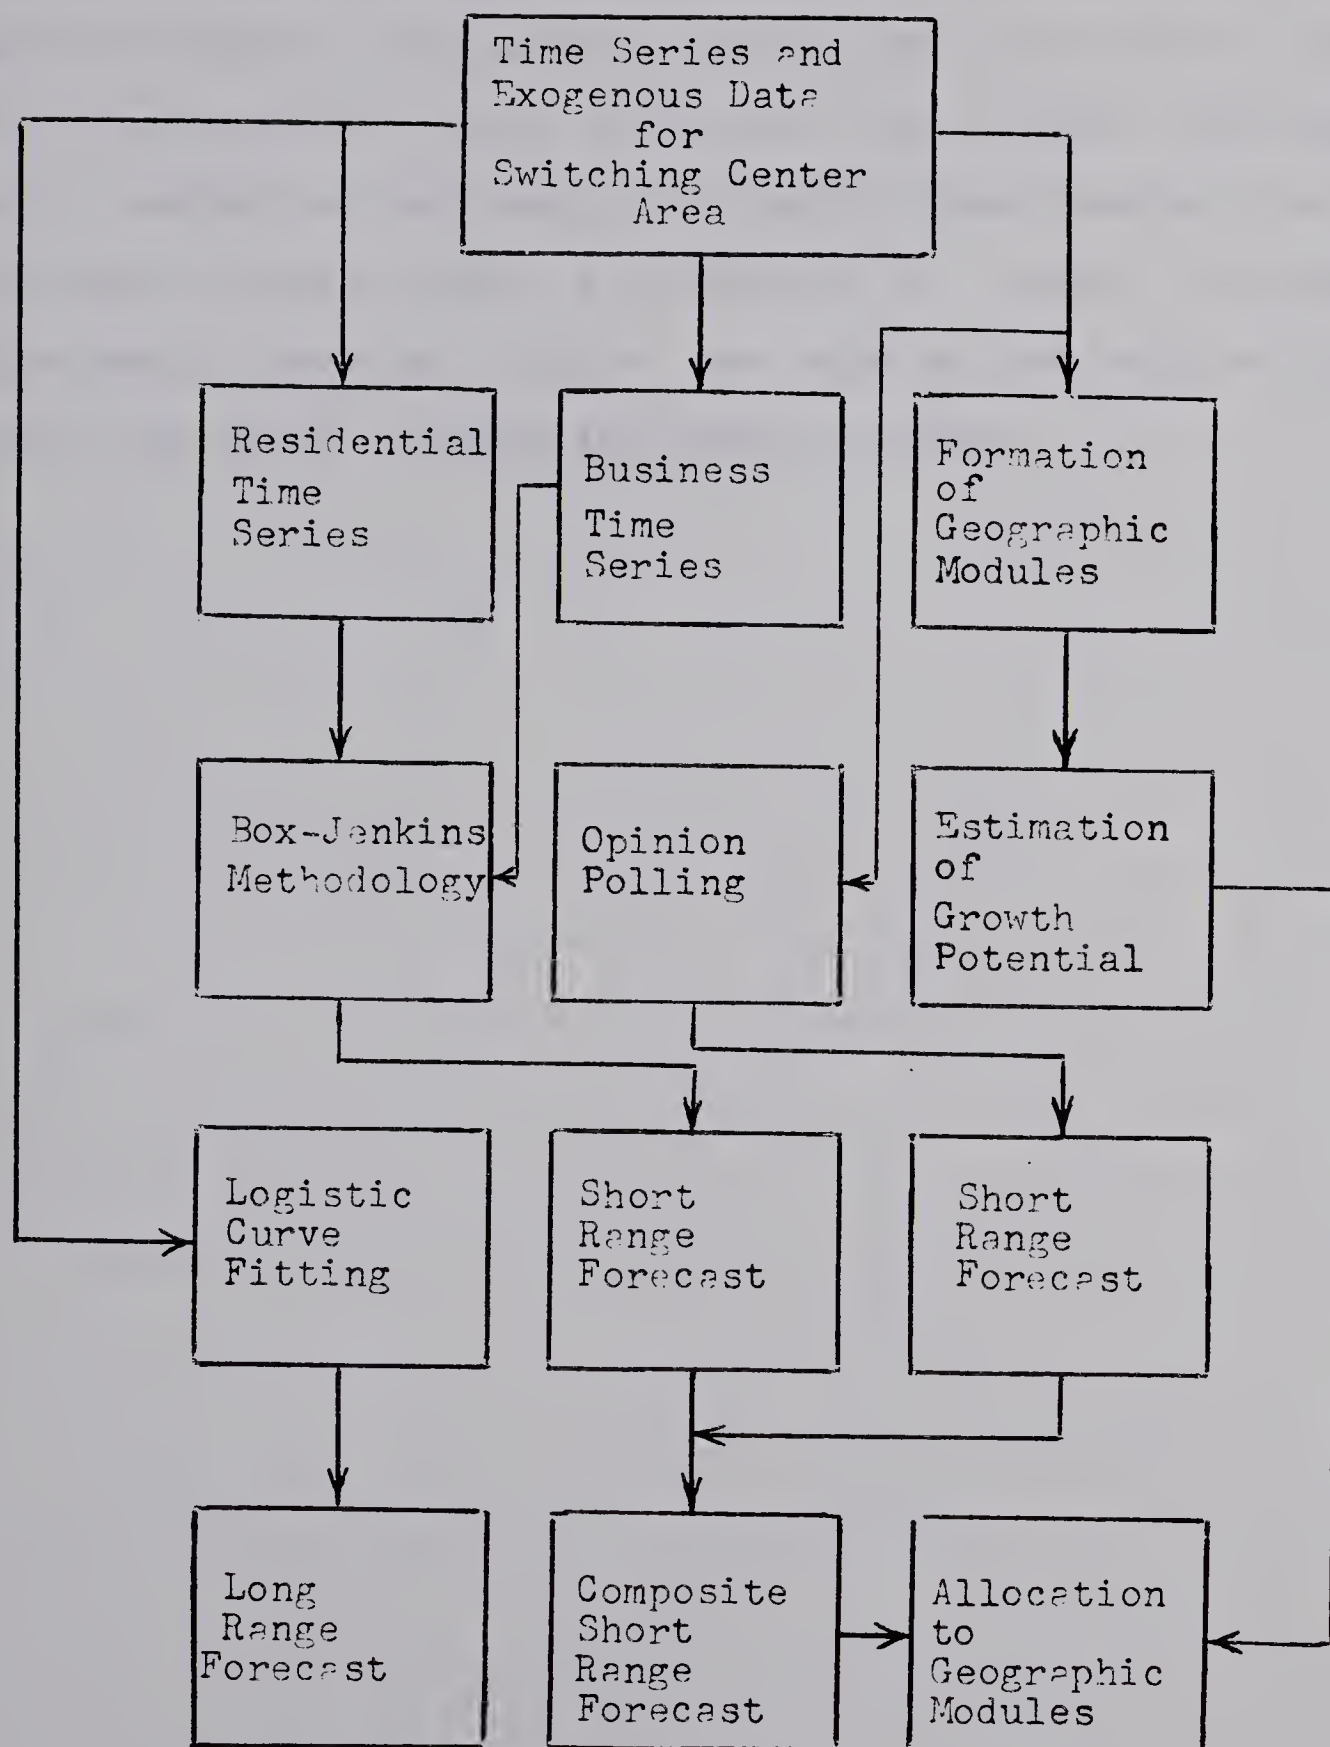 Time Series and
Exogenous Data
for
Switching Center
Area
Residential
Time
Series
Business
Time
Series
Formation
of
Geographic
Modules
Box-Jenkins
Methodology
Opinion
Polling
Estimation
of
Growth
Potential
Logistic
Curve
Fitting
Short
Range
Forecast
Short
Range
Forecast
Long
Range
Forecast
Composite
Short
Range
Forecast
Allocation
to
Geographic
Modules